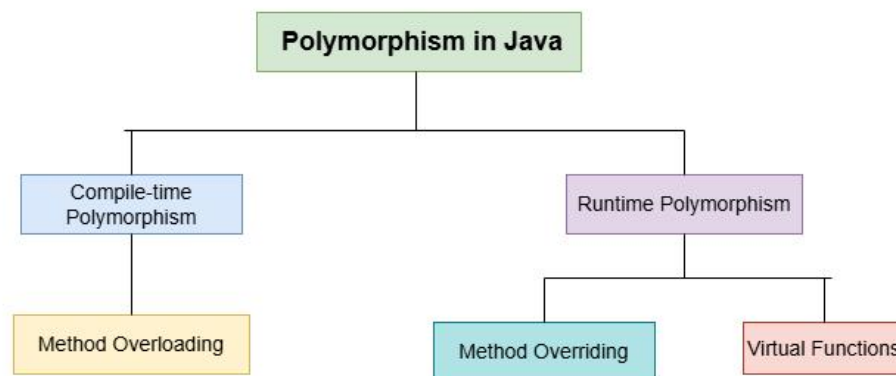 Polymorphism in Java
Compile-time
Polymorphism
Runtime Polymorphism
Method Overloading
Method Overriding
Virtual Functions